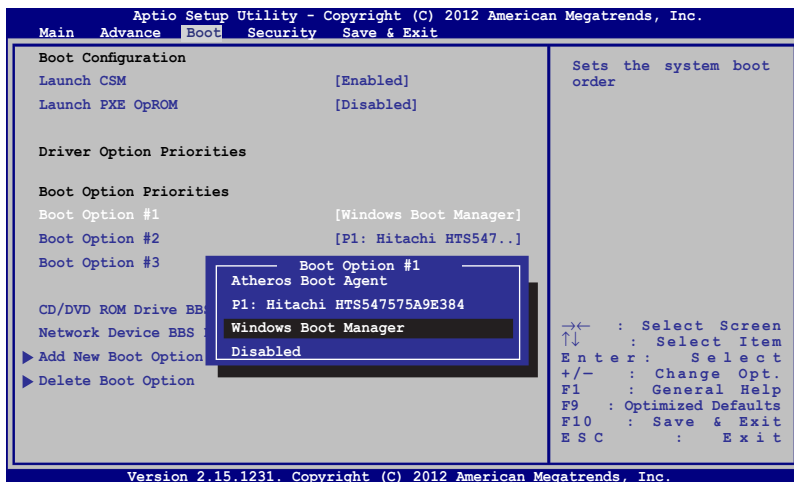 Aptio Setup Utility - Copyright (C) 2012 American Megatrends, Inc.
Main Advance Boot Security Save & Exit
Boot Configuration
Launch CSM [Enabled]
Launch PXE OpROM [Disabled]
Driver Option Priorities
Boot Option Priorities
Boot Option #1 [Windows Boot Manager]
Boot Option #2 [P1: Hitachi HTS547..]
Boot Option #3
CD/DVD ROM Drive BBS
Network Device BBS
Add New Boot Option
Delete Boot Option
Boot Option #1
Atheros Boot Agent
P1: Hitachi HTS547575A9E384
Windows Boot Manager
Disabled
Sets the system boot
order
→← : Select Screen
↑↓ : Select Item
Enter: Select
+/— : Change Opt.
F1 : General Help
F9 : Optimized Defaults
F10 : Save & Exit
ESC : Exit
Version 2.15.1231. Copyright (C) 2012 American Megatrends, Inc.